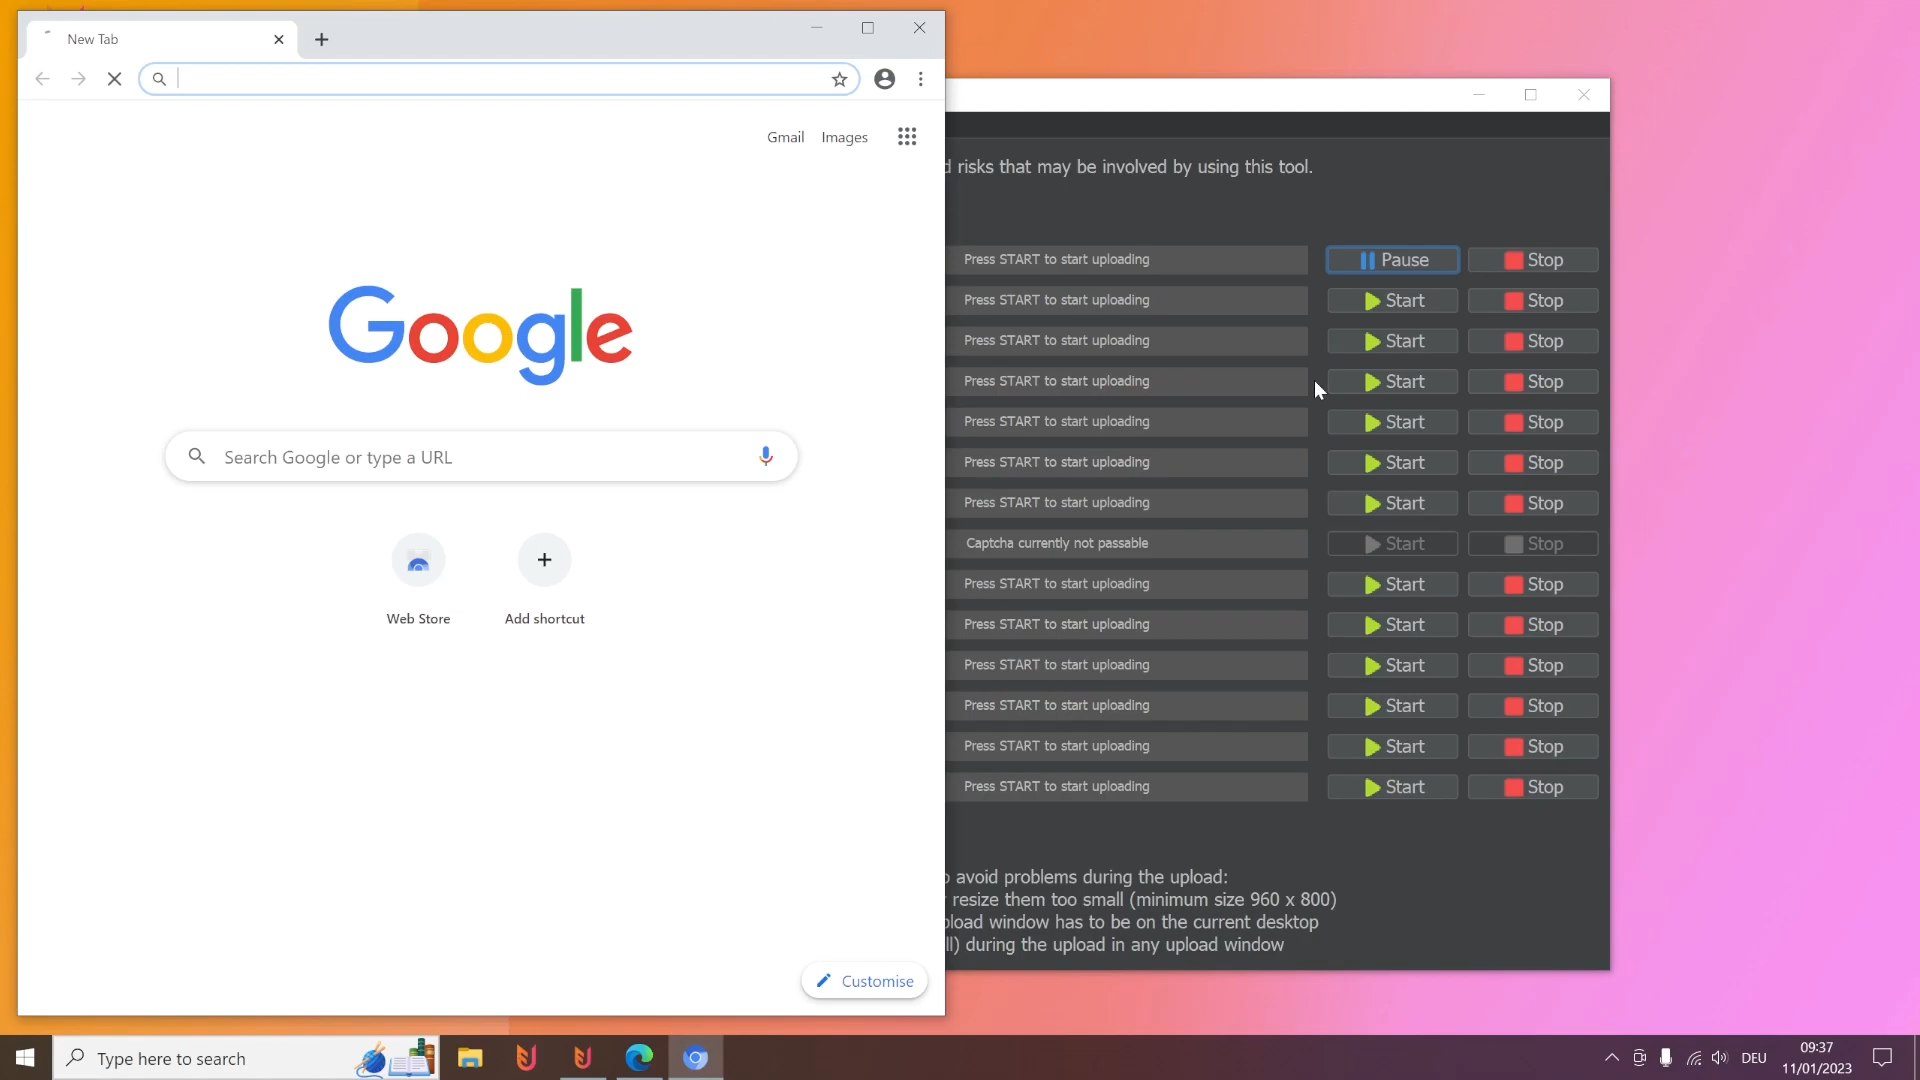 New Tab
Gmail Images
Google
Search Google or type a URL
Web Store
Add shortcut
Customise
risks that may be involved by using this tool.
Press START to start uploading Pause Stop
Press START to start uploading Start Stop
Press START to start uploading Start Stop
Press START to start uploading Start Stop
Press START to start uploading Start Stop
Press START to start uploading Start Stop
Press START to start uploading Start Stop
Captcha currently not passable Start Stop
Press START to start uploading Start Stop
Press START to start uploading Start Stop
Press START to start uploading Start Stop
Press START to start uploading Start Stop
Press START to start uploading Start Stop
Press START to start uploading Start Stop
avoid problems during the upload:
resize them too small (minimum size 960 x 800)
window has to be on the current desktop
during the upload in any upload window
Type here to search
DEU
09:37
11/01/2023